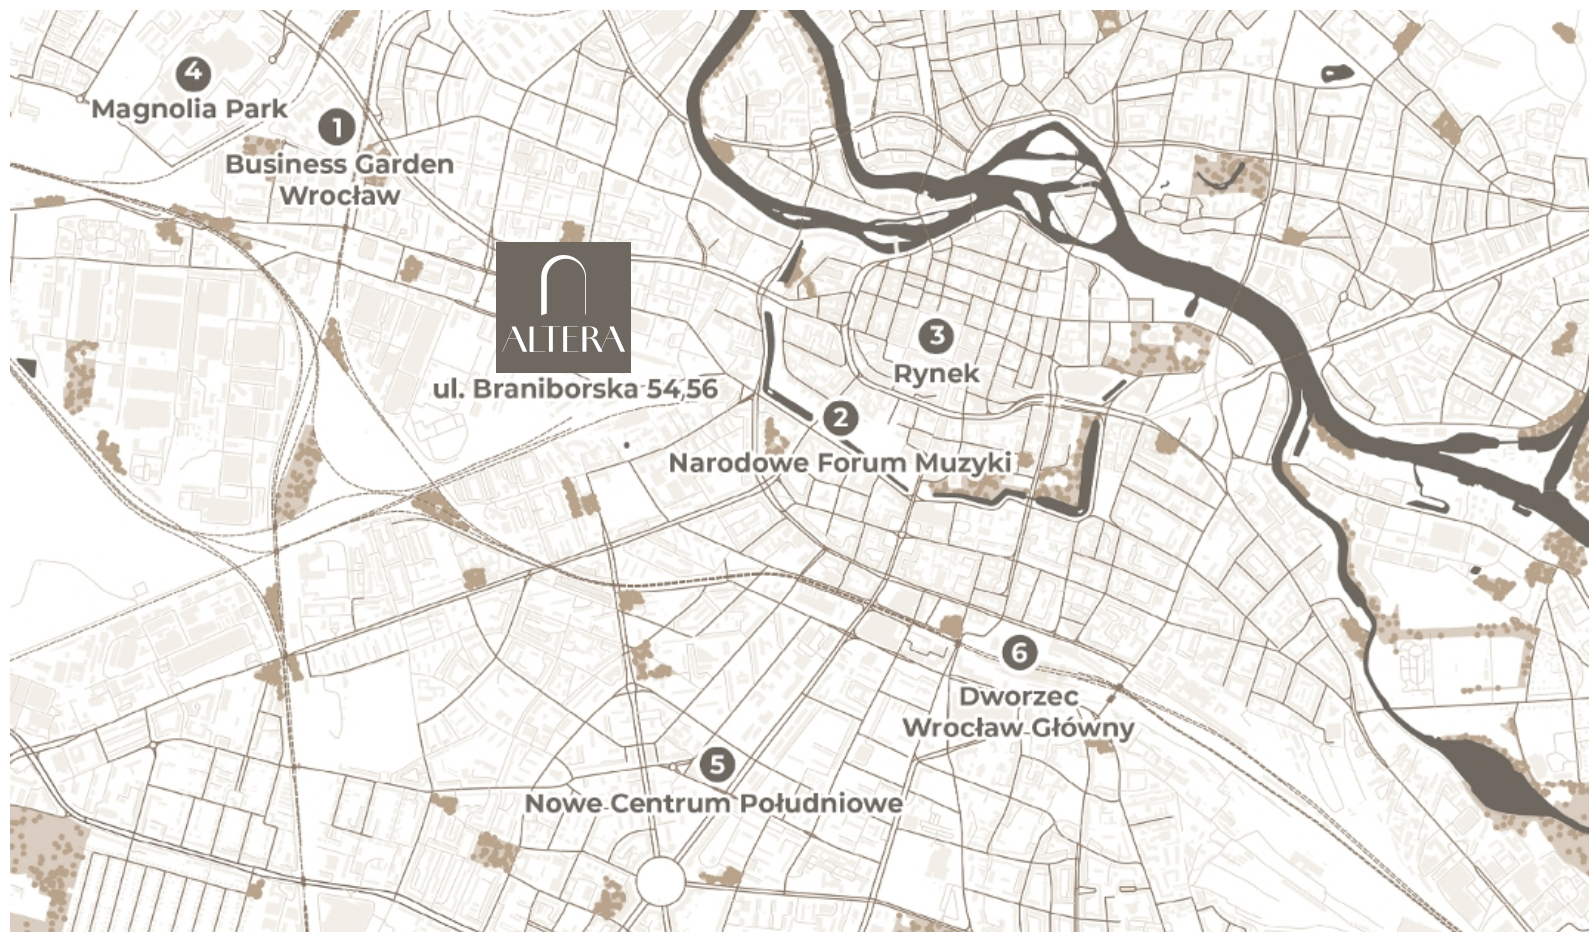 4
Magnolia Park
1
Business Garden
Wrocław
ALTERA
ul. Braniborska 54,56
3
Rynek
2
Narodowe Forum Muzyki
6
Dworzec
Wrocław Główny
5
Nowe Centrum Południowe